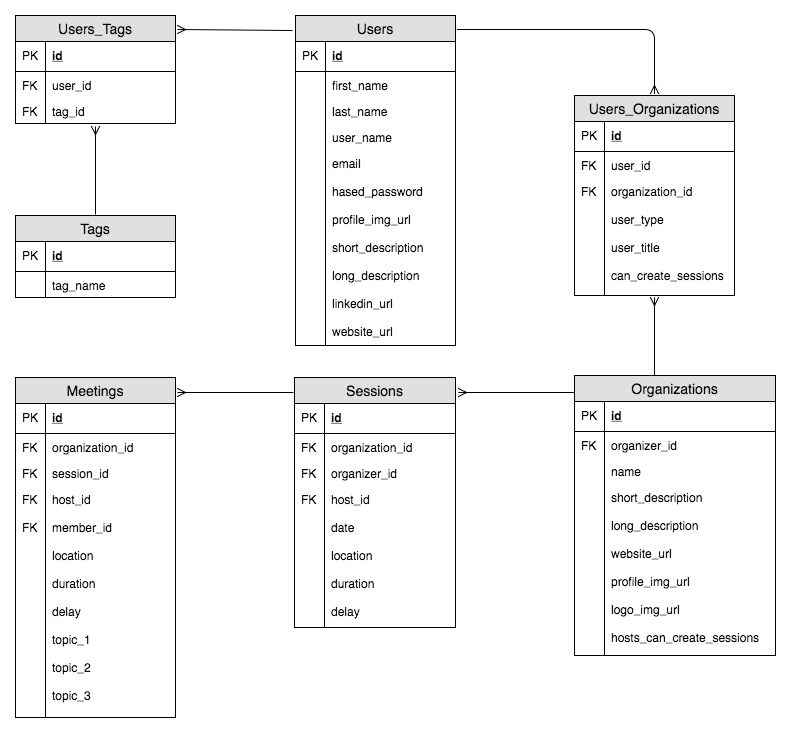 Users_Tags
PK id
FK user_id
FK tag_id
Users
PK id
first_name
last_name
user_name
email
hased_password
profile_img_url
short_description
long_description
linkedin_url
website_url
Users_Organizations
PK id
FK user_id
FK organization_id
user_type
user_title
can_create_sessions
Tags
PK id
tag_name
Meetings
PK id
FK organization_id
FK session_id
FK host_id
FK member_id
location
duration
delay
topic_1
topic_2
topic_3
Sessions
PK id
FK organization_id
FK organizer_id
FK host_id
date
location
duration
delay
Organizations
PK id
FK organizer_id
name
short_description
long_description
website_url
profile_img_url
logo_img_url
hosts_can_create_sessions